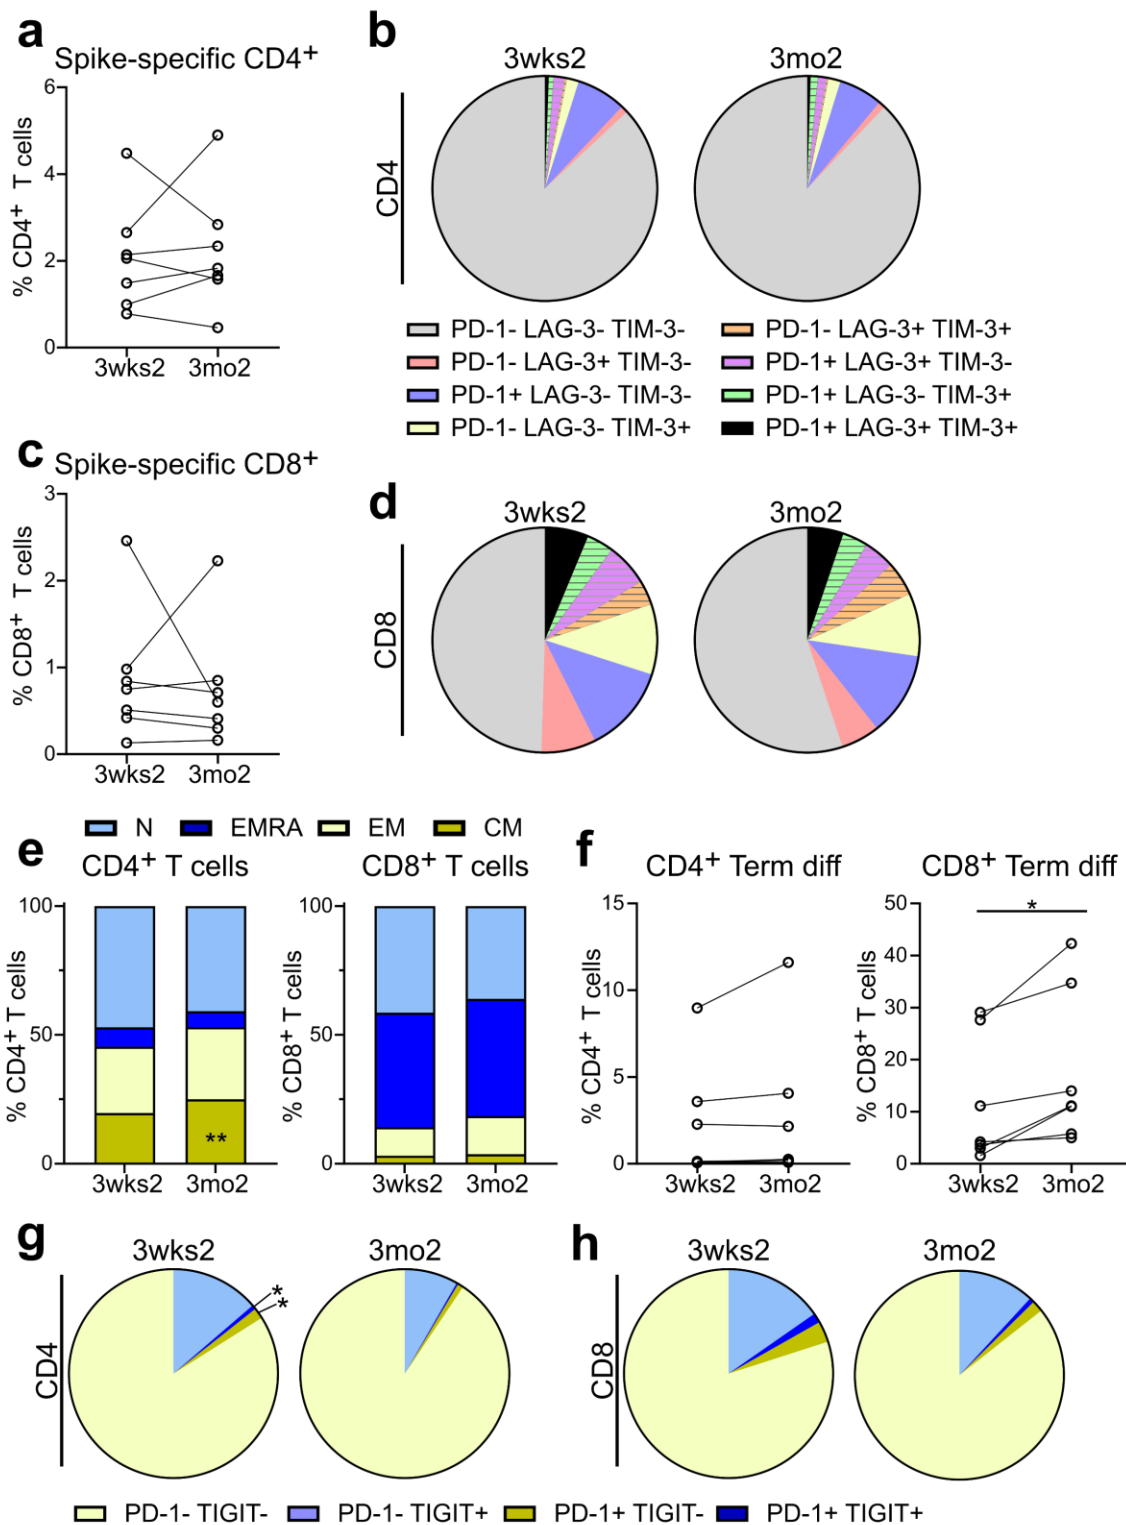 a
Spike-specific CD4+
% CD4+ T cells
6
4
2
0
3wks2 3mo2
b
3wks2 3mo2
CD4
PD-1- LAG-3- TIM-3-
PD-1- LAG-3+ TIM-3-
PD-1+ LAG-3- TIM-3-
PD-1- LAG-3- TIM-3+
PD-1- LAG-3+ TIM-3+
PD-1+ LAG-3+ TIM-3-
PD-1+ LAG-3- TIM-3+
PD-1+ LAG-3+ TIM-3+
c
Spike-specific CD8+
% CD8+ T cells
3
2
1
0
3wks2 3mo2
d
3wks2 3mo2
CD8
N EMRA EM CM
e
CD4+ T cells
% CD4+ T cells
100
50
0
**
3wks2 3mo2
CD8+ T cells
% CD8+ T cells
100
50
0
3wks2 3mo2
f
CD4+ Term diff
% CD4+ T cells
15
10
5
0
3wks2 3mo2
CD8+ Term diff
% CD8+ T cells
50
40
30
20
10
0
*
3wks2 3mo2
g
3wks2 3mo2
CD4
*
*
h
3wks2 3mo2
CD8
PD-1- TIGIT- PD-1- TIGIT+ PD-1+ TIGIT- PD-1+ TIGIT+